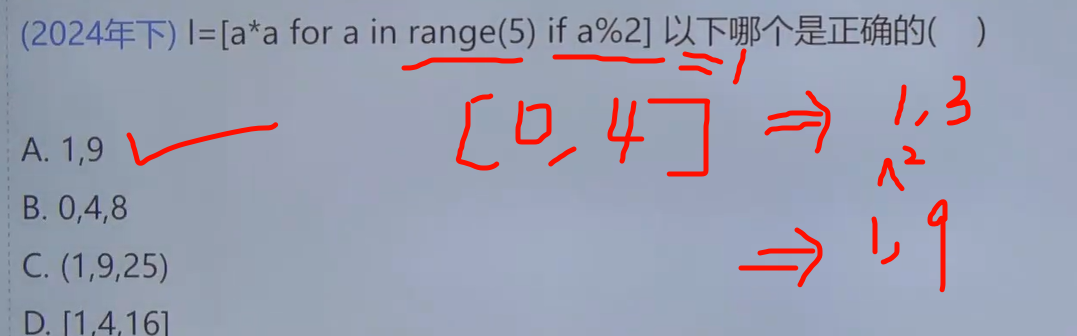 (2024年下) l=[a*a for a in range(5) if a%2] 以下哪个是正确的( )
==1
[0,4] ⇒ 1,3
A. 1,9
B. 0,4,8
⇒ 1,9
C. (1,9,25)
D. [1,4,16]